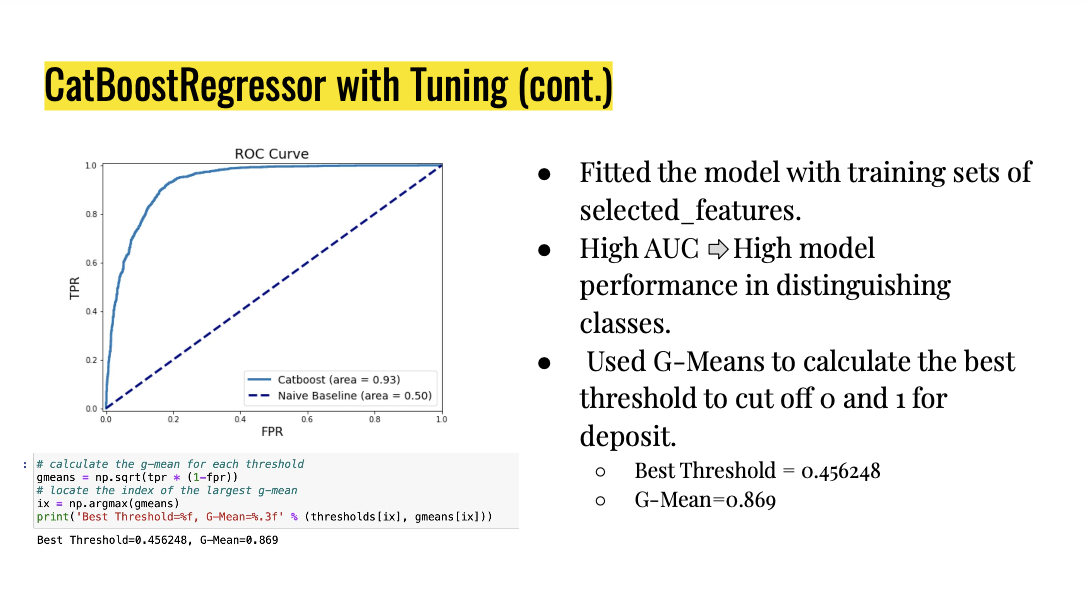 CatBoostRegressor with Tuning (cont.)
ROC Curve
1.0
0.8
0.6
0.4
0.2
0.0
TPR
0.0 0.2 0.4 0.6 0.8 1.0
FPR
Catboost (area = 0.93)
Naive Baseline (area = 0.50)
: # calculate the g-mean for each threshold
gmeans = np.sqrt(tpr * (1-fpr))
# locate the index of the largest g-mean
ix = np.argmax(gmeans)
print('Best Threshold=%f, G-Mean=%.3f' % (thresholds[ix], gmeans[ix]))
Best Threshold=0.456248, G-Mean=0.869
● Fitted the model with training sets of
selected_features.
● High AUC ⇨ High model
performance in distinguishing
classes.
● Used G-Means to calculate the best
threshold to cut off 0 and 1 for
deposit.
○ Best Threshold = 0.456248
○ G-Mean=0.869